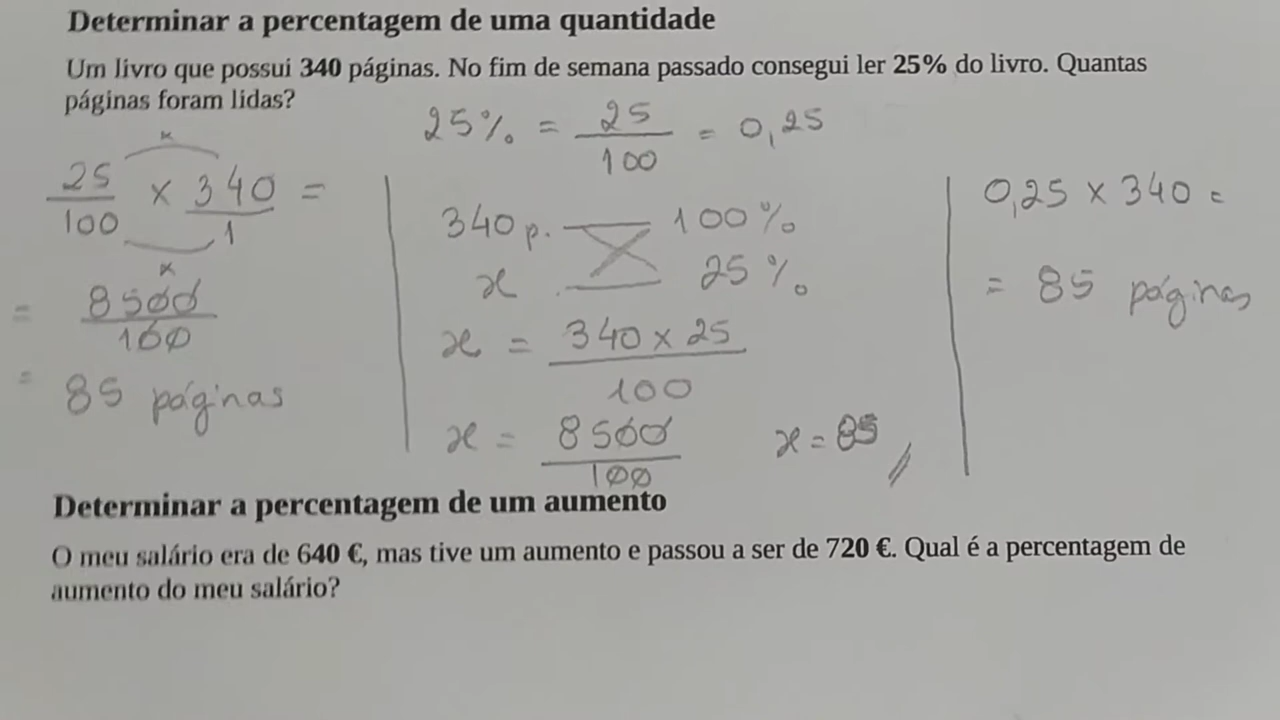 Determinar a percentagem de uma quantidade
Um livro que possui 340 páginas. No fim de semana passado consegui ler 25% do livro. Quantas
páginas foram lidas?
25% = 25/100 = 0,25
x
25/100 x 340/1 =
x
= 8500/100
= 85 páginas
340 p. 100%
x 25%
x = 340 x 25/100
x = 8500/100 x = 85
0,25 x 340 =
= 85 páginas
Determinar a percentagem de um aumento
O meu salário era de 640 €, mas tive um aumento e passou a ser de 720 €. Qual é a percentagem de
aumento do meu salário?